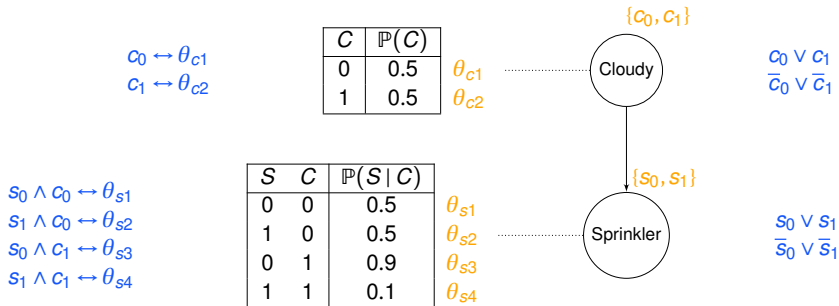 {c₀, c₁}
c₀ ↔ θ_c1
c₁ ↔ θ_c2
C ℙ(C)
0 0.5 θ_c1
1 0.5 θ_c2
Cloudy
c₀ ∨ c₁
c̅₀ ∨ c̅₁
s₀ ∧ c₀ ↔ θ_s1
s₁ ∧ c₀ ↔ θ_s2
s₀ ∧ c₁ ↔ θ_s3
s₁ ∧ c₁ ↔ θ_s4
S C ℙ(S | C)
0 0 0.5 θ_s1
1 0 0.5 θ_s2
0 1 0.9 θ_s3
1 1 0.1 θ_s4
{s₀, s₁}
Sprinkler
s₀ ∨ s₁
s̅₀ ∨ s̅₁